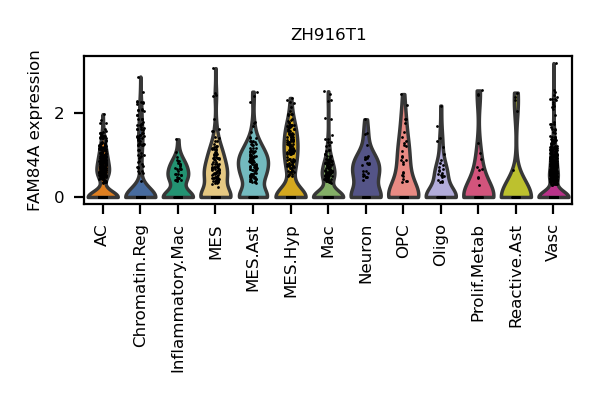 ZH916T1
FAM84A expression
2
0
AC
Chromatin.Reg
Inflammatory.Mac
MES
MES.Ast
MES.Hyp
Mac
Neuron
OPC
Oligo
Prolif.Metab
Reactive.Ast
Vasc